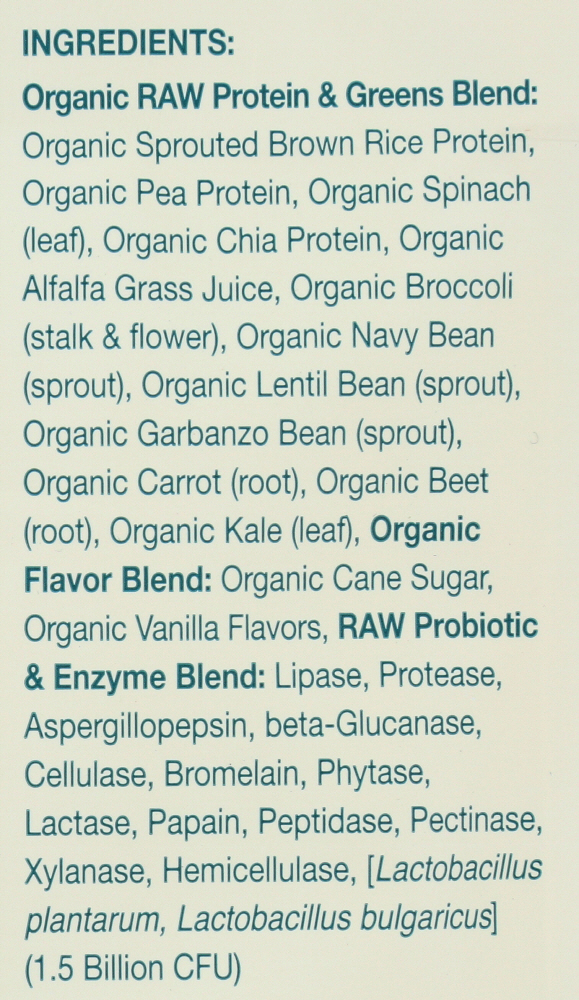 INGREDIENTS:
Organic RAW Protein & Greens Blend:
Organic Sprouted Brown Rice Protein,
Organic Pea Protein, Organic Spinach
(leaf), Organic Chia Protein, Organic
Alfalfa Grass Juice, Organic Broccoli
(stalk & flower), Organic Navy Bean
(sprout), Organic Lentil Bean (sprout),
Organic Garbanzo Bean (sprout),
Organic Carrot (root), Organic Beet
(root), Organic Kale (leaf), Organic
Flavor Blend: Organic Cane Sugar,
Organic Vanilla Flavors, RAW Probiotic
& Enzyme Blend: Lipase, Protease,
Aspergillopepsin, beta-Glucanase,
Cellulase, Bromelain, Phytase,
Lactase, Papain, Peptidase, Pectinase,
Xylanase, Hemicellulase, [Lactobacillus
plantarum, Lactobacillus bulgaricus]
(1.5 Billion CFU)